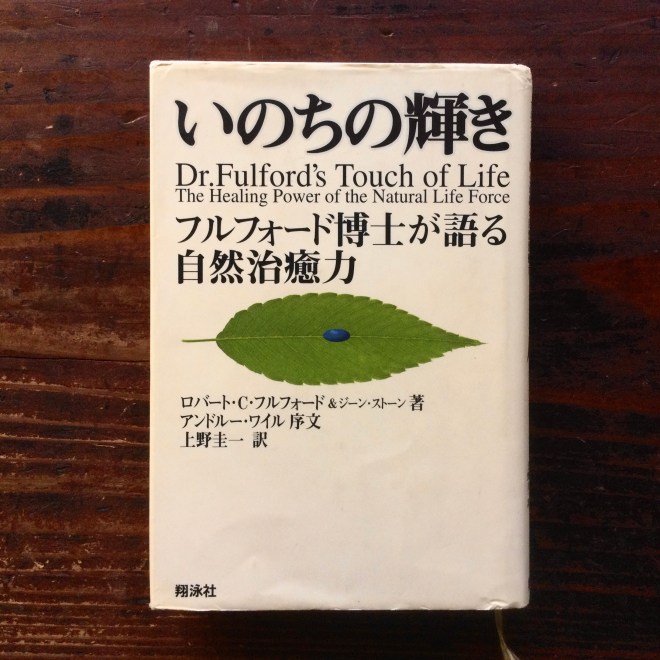 いのちの輝き
Dr.Fulford's Touch of Life
The Healing Power of the Natural Life Force
フルフォード博士が語る
自然治癒力
ロバート・C・フルフォード&ジーン・ストーン 著
アンドルー・ワイル 序文
上野圭一 訳
翔泳社